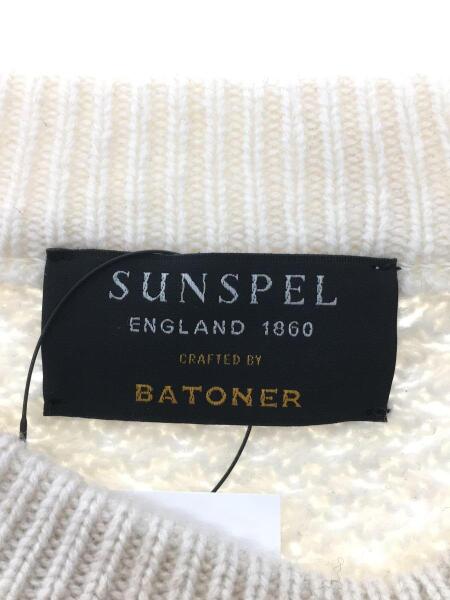 SUNSPEL
ENGLAND 1860
CRAFTED BY
BATONER